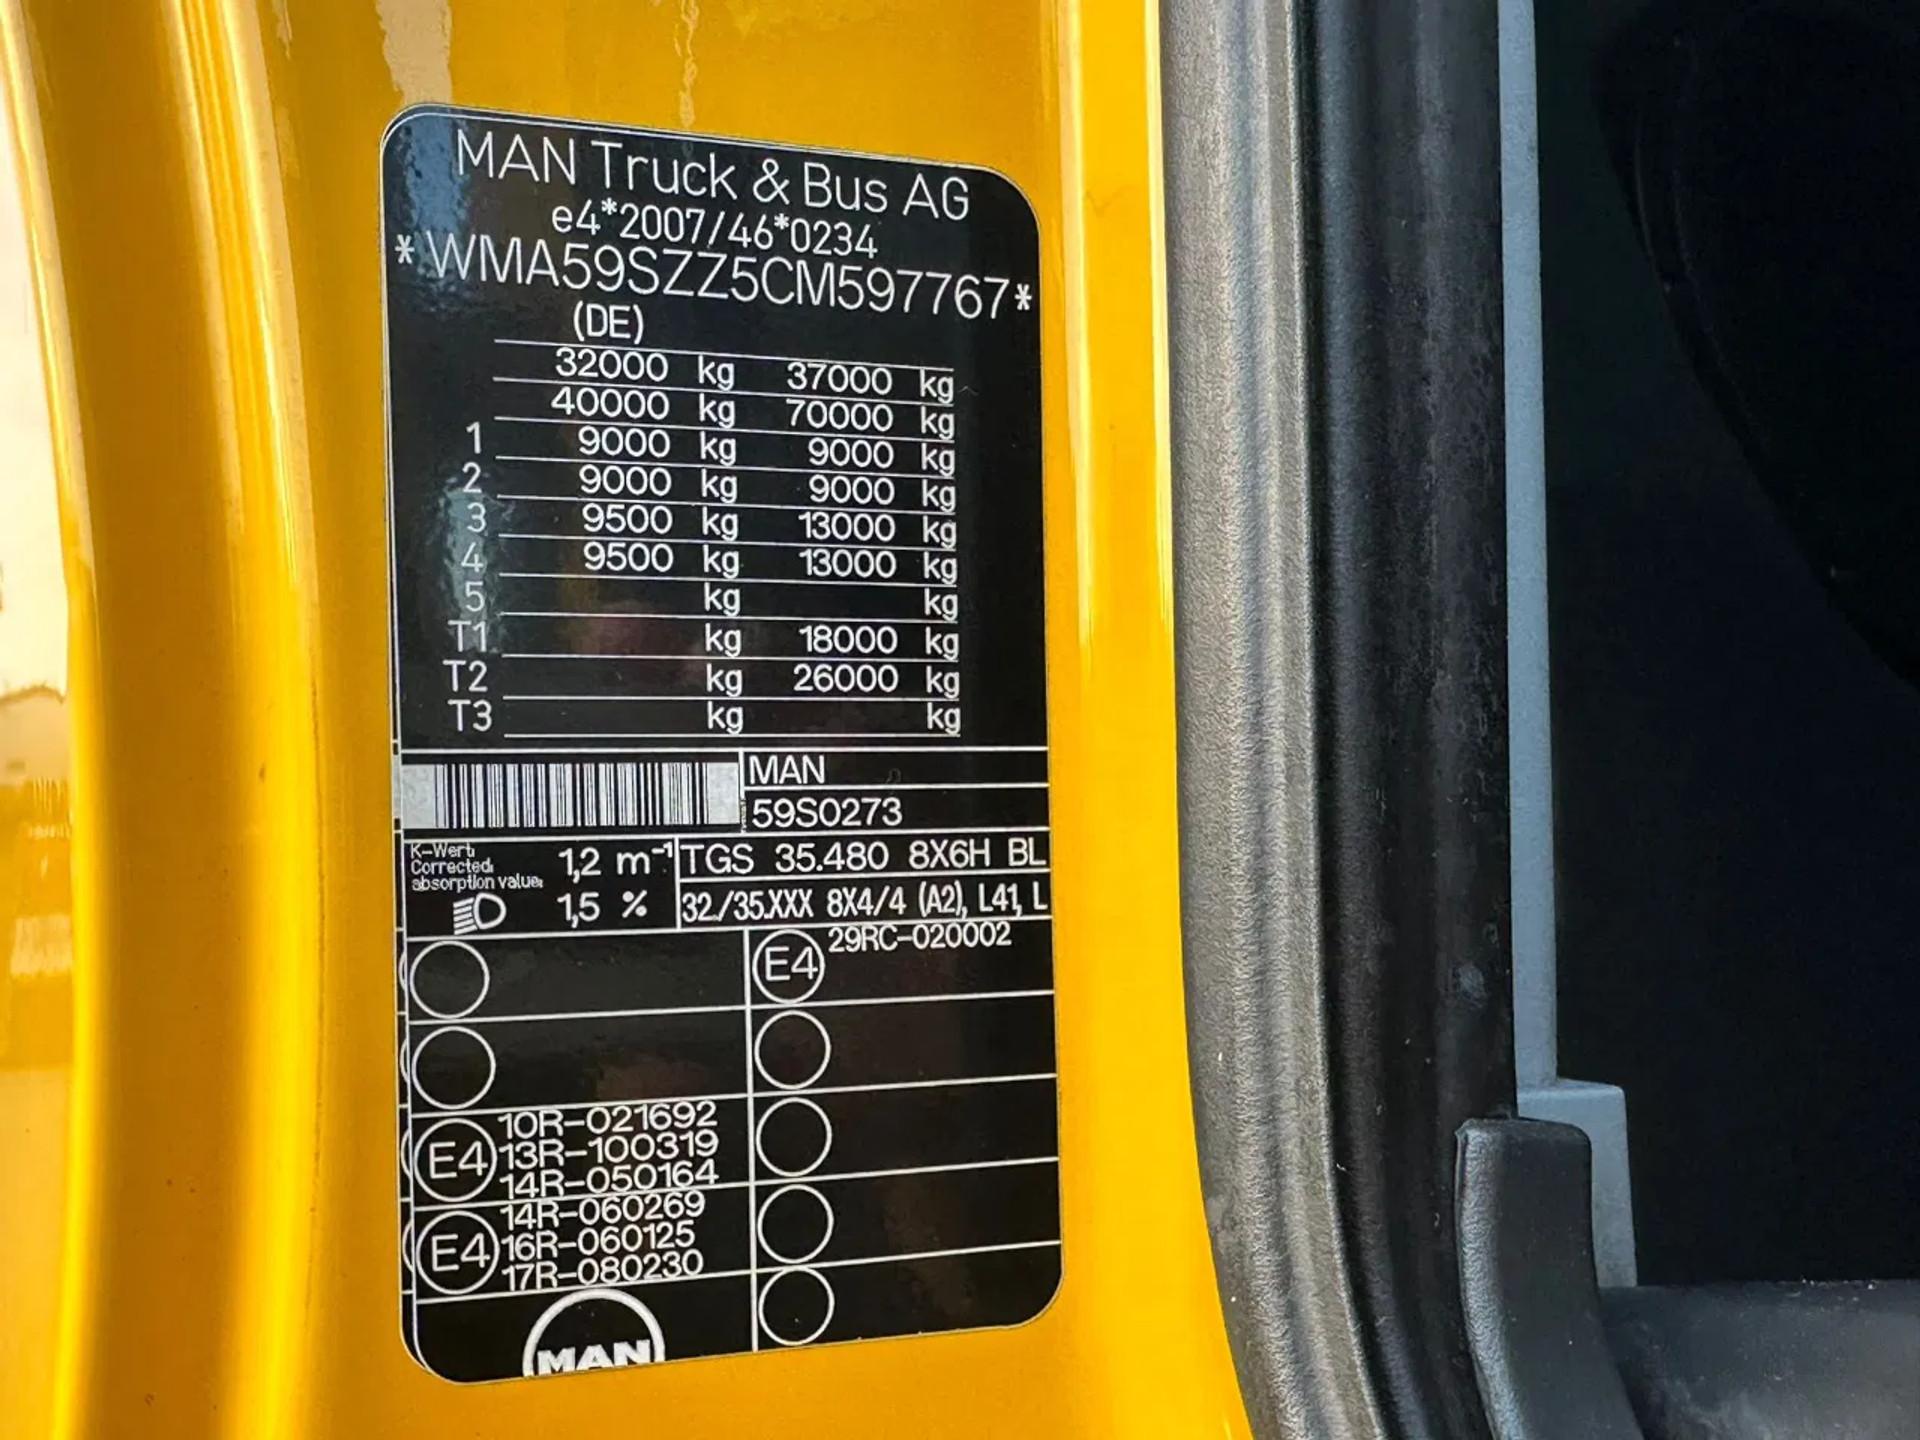 MAN Truck & Bus AG
e4*2007/46*0234
*WMA59SZZ5CM597767*
(DE)
32000 kg 37000 kg
40000 kg 70000 kg
1 9000 kg 9000 kg
2 9000 kg 9000 kg
3 9500 kg 13000 kg
4 9500 kg 13000 kg
5 kg kg
T1 kg 18000 kg
T2 kg 26000 kg
T3 kg kg
MAN
59S0273
K-Wert:
Corrected:
absorption value:
1,2 m⁻¹
1,5 %
TGS 35.480 8X6H BL
32./35.XXX 8X4/4 (A2), L41, L
E4 29RC-020002
E4
10R-021692
13R-100319
14R-050164
E4
14R-060269
16R-060125
17R-080230
MAN